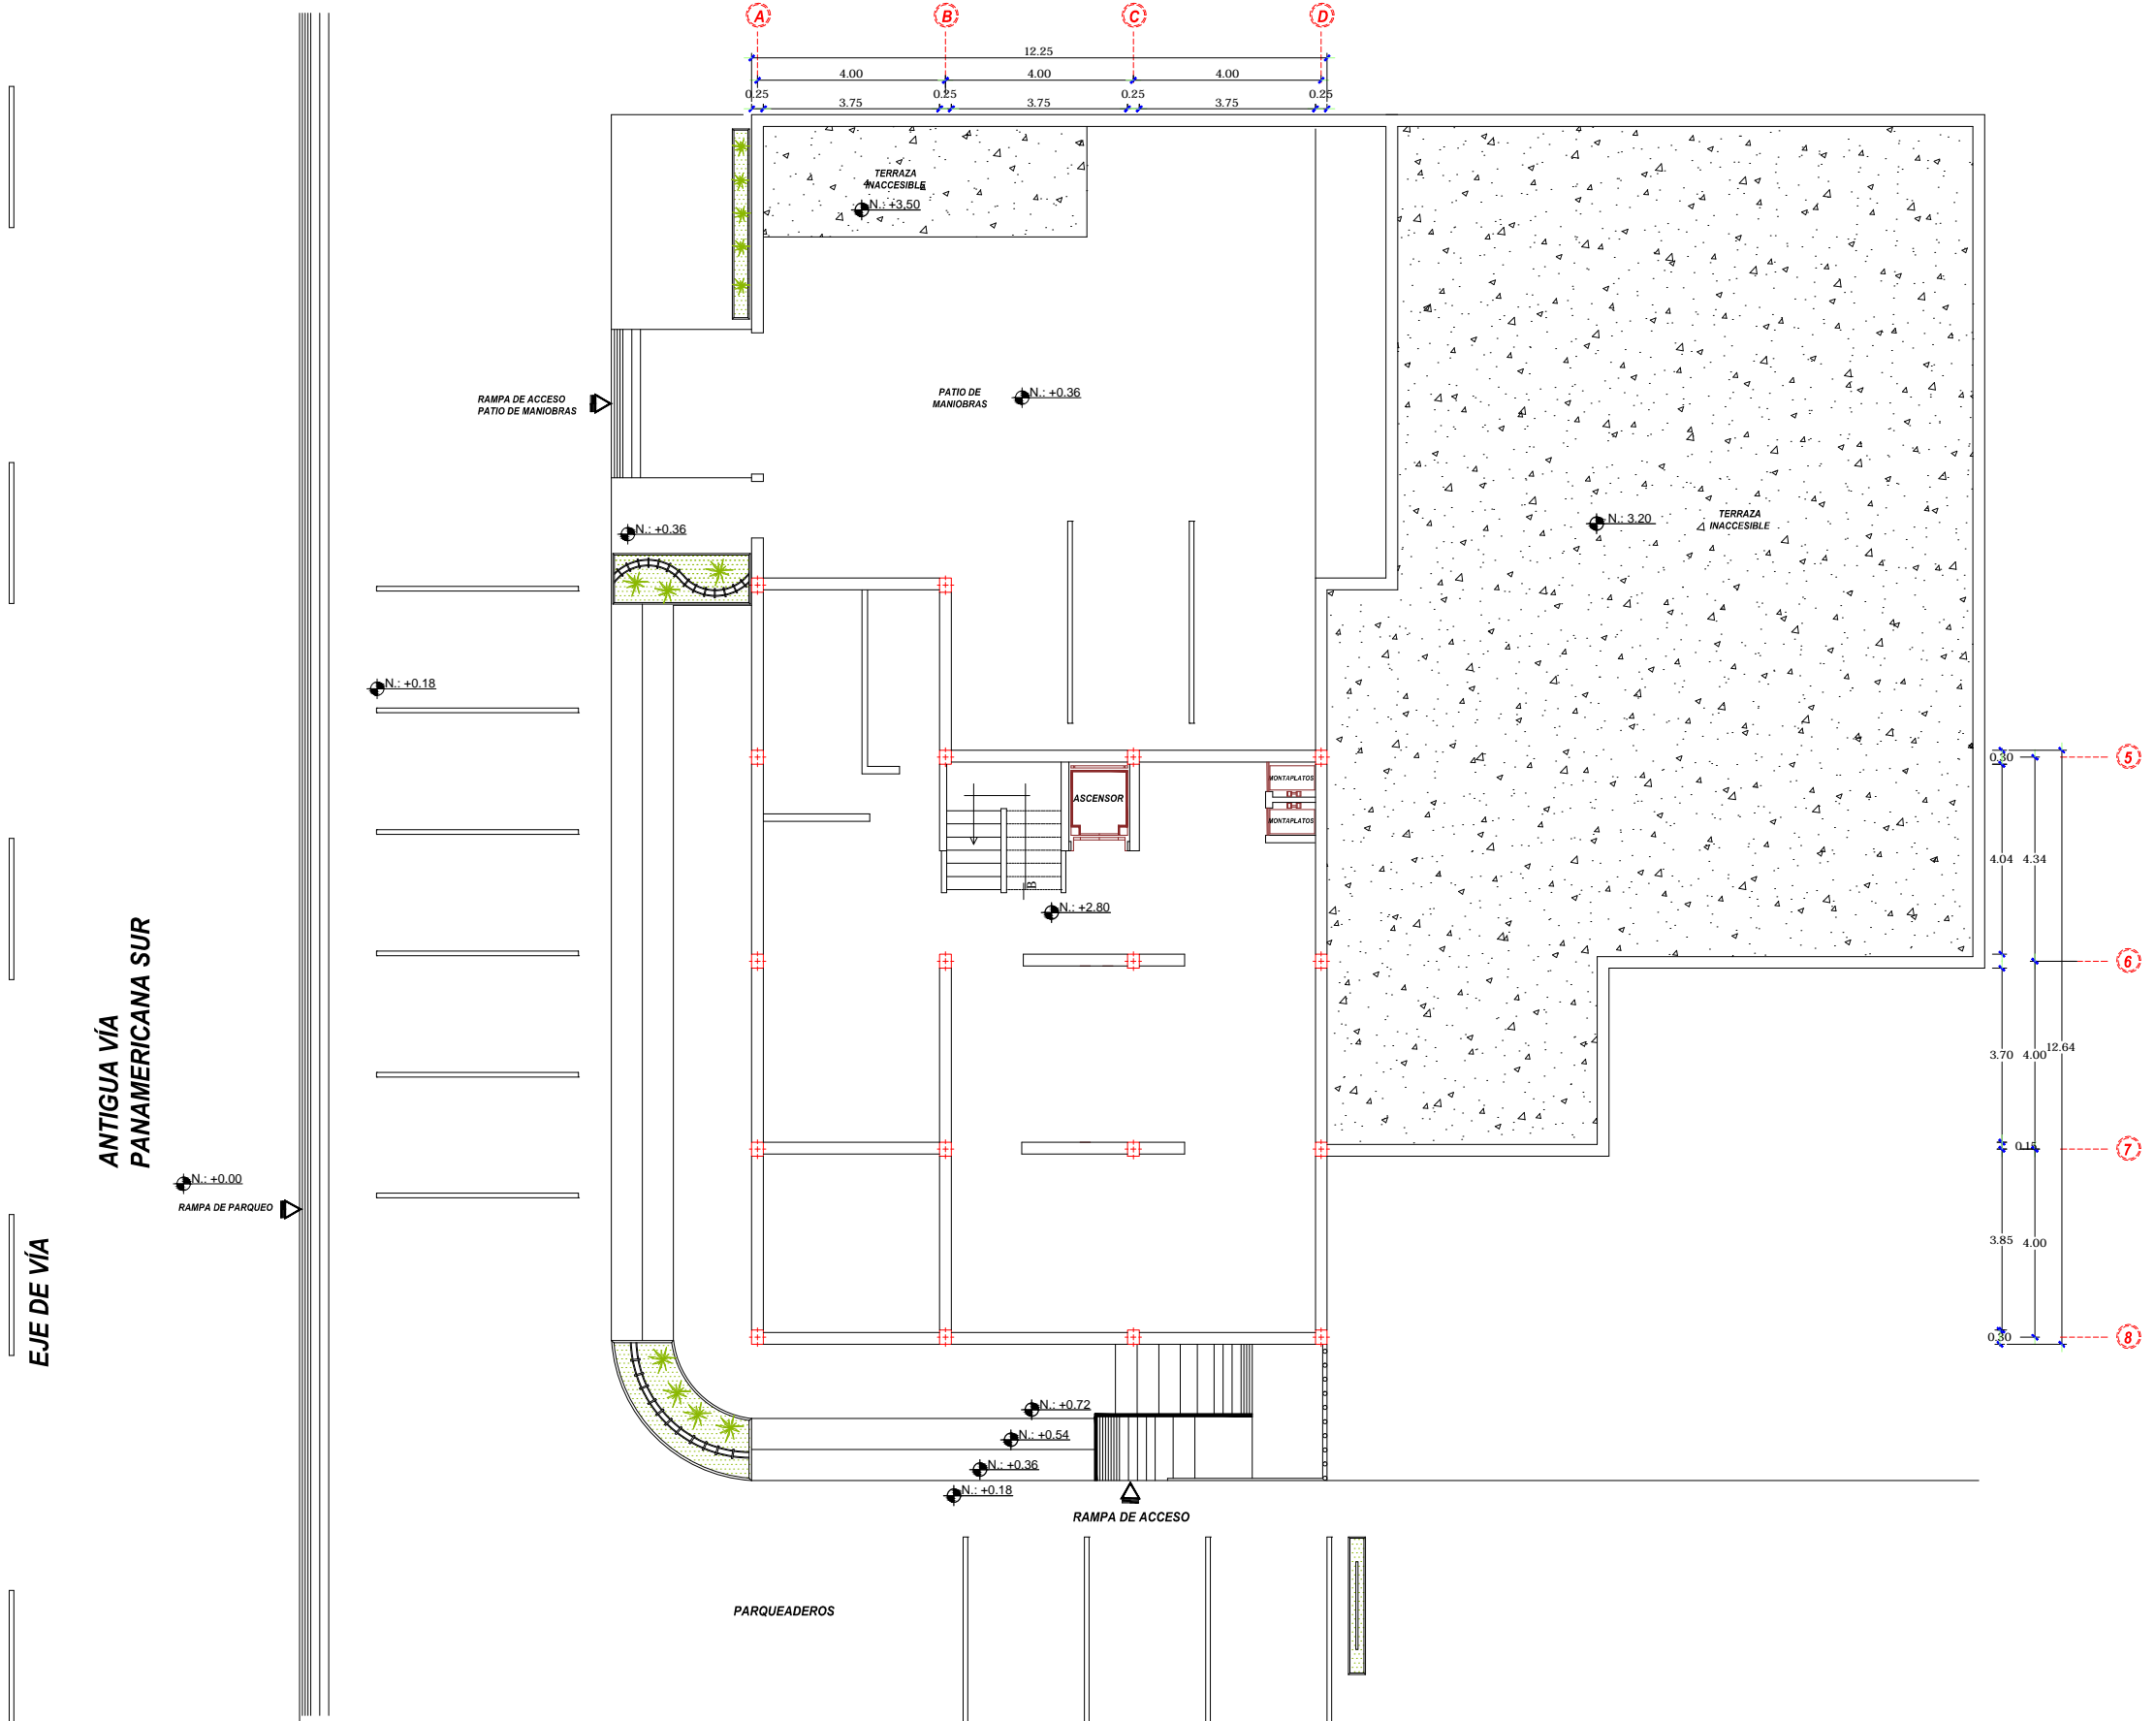 A
B
C
D
12.25
4.00
4.00
4.00
0.25
0.25
0.25
0.25
3.75
3.75
3.75
TERRAZA
INACCESIBLE
N.: +3.50
RAMPA DE ACCESO
PATIO DE MANIOBRAS
PATIO DE
MANIOBRAS
N.: +0.36
N.: +0.36
N.: 3.20
TERRAZA
INACCESIBLE
N.: +0.18
ASCENSOR
MONTAPLATOS
MONTAPLATOS
B
N.: +2.80
0.30
5
4.04
4.34
6
3.70
4.00
12.64
0.15
7
3.85
4.00
0.30
8
ANTIGUA VÍA
PANAMERICANA SUR
N.: +0.00
RAMPA DE PARQUEO
EJE DE VÍA
N.: +0.72
N.: +0.54
N.: +0.36
N.: +0.18
RAMPA DE ACCESO
PARQUEADEROS